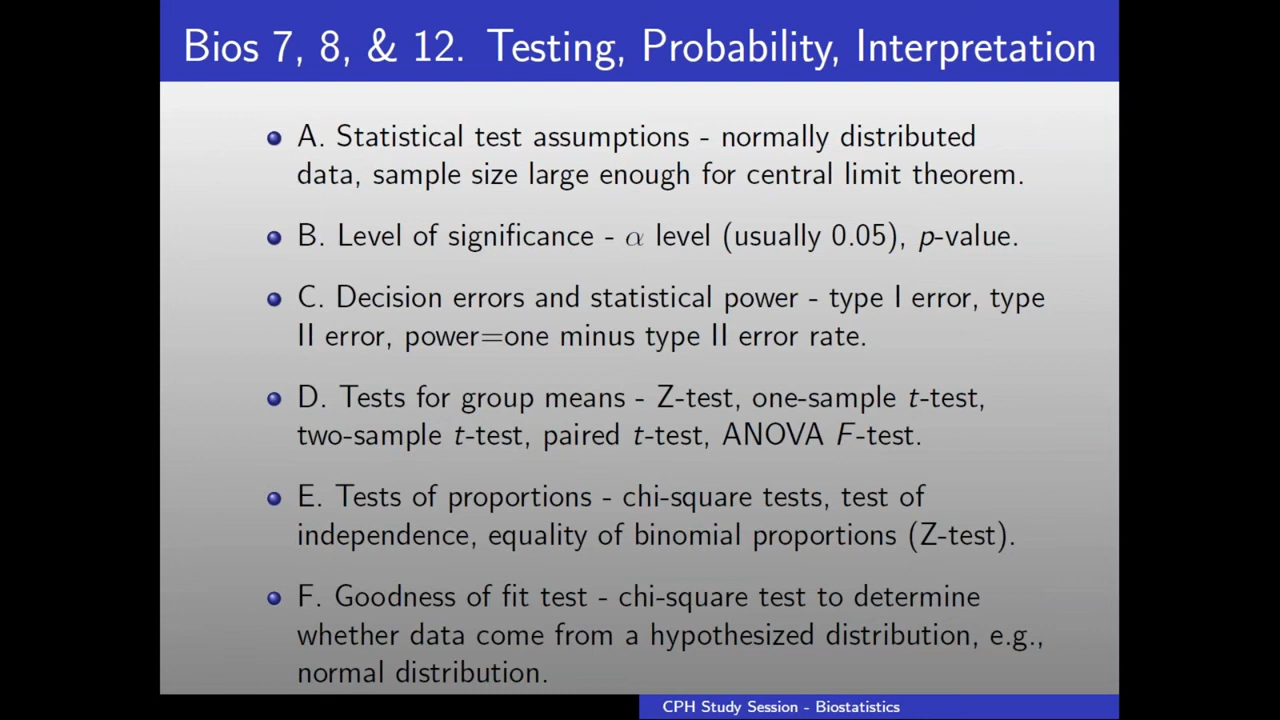 Bios 7, 8, & 12. Testing, Probability, Interpretation
A. Statistical test assumptions - normally distributed
data, sample size large enough for central limit theorem.
B. Level of significance - α level (usually 0.05), p-value.
C. Decision errors and statistical power - type I error, type
II error, power=one minus type II error rate.
D. Tests for group means - Z-test, one-sample t-test,
two-sample t-test, paired t-test, ANOVA F-test.
E. Tests of proportions - chi-square tests, test of
independence, equality of binomial proportions (Z-test).
F. Goodness of fit test - chi-square test to determine
whether data come from a hypothesized distribution, e.g.,
normal distribution.
CPH Study Session - Biostatistics